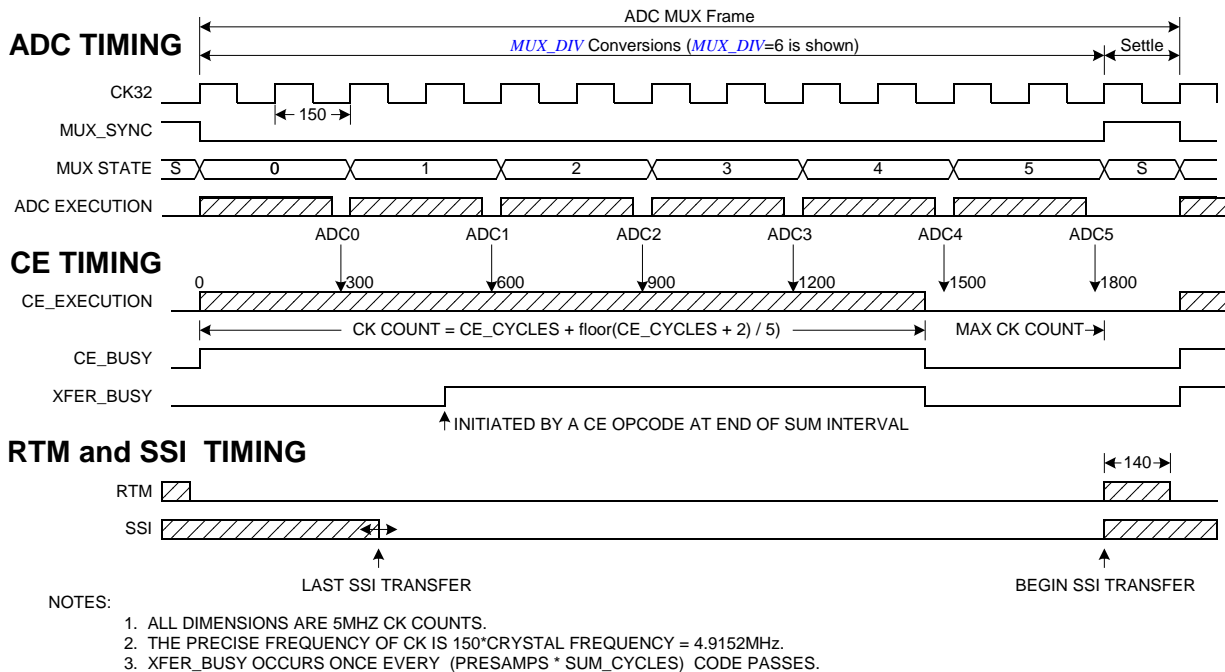 ADC TIMING
ADC MUX Frame
MUX_DIV Conversions (MUX_DIV=6 is shown)
Settle
CK32
150
MUX_SYNC
MUX STATE
S
0
1
2
3
4
5
S
ADC EXECUTION
ADC0
ADC1
ADC2
ADC3
ADC4
ADC5
CE TIMING
0
300
600
900
1200
1500
1800
CE_EXECUTION
CK COUNT = CE_CYCLES + floor(CE_CYCLES + 2) / 5)
MAX CK COUNT
CE_BUSY
XFER_BUSY
INITIATED BY A CE OPCODE AT END OF SUM INTERVAL
RTM and SSI TIMING
140
RTM
SSI
LAST SSI TRANSFER
BEGIN SSI TRANSFER
NOTES:
1. ALL DIMENSIONS ARE 5MHZ CK COUNTS.
2. THE PRECISE FREQUENCY OF CK IS 150*CRYSTAL FREQUENCY = 4.9152MHz.
3. XFER_BUSY OCCURS ONCE EVERY (PRESAMPS * SUM_CYCLES) CODE PASSES.